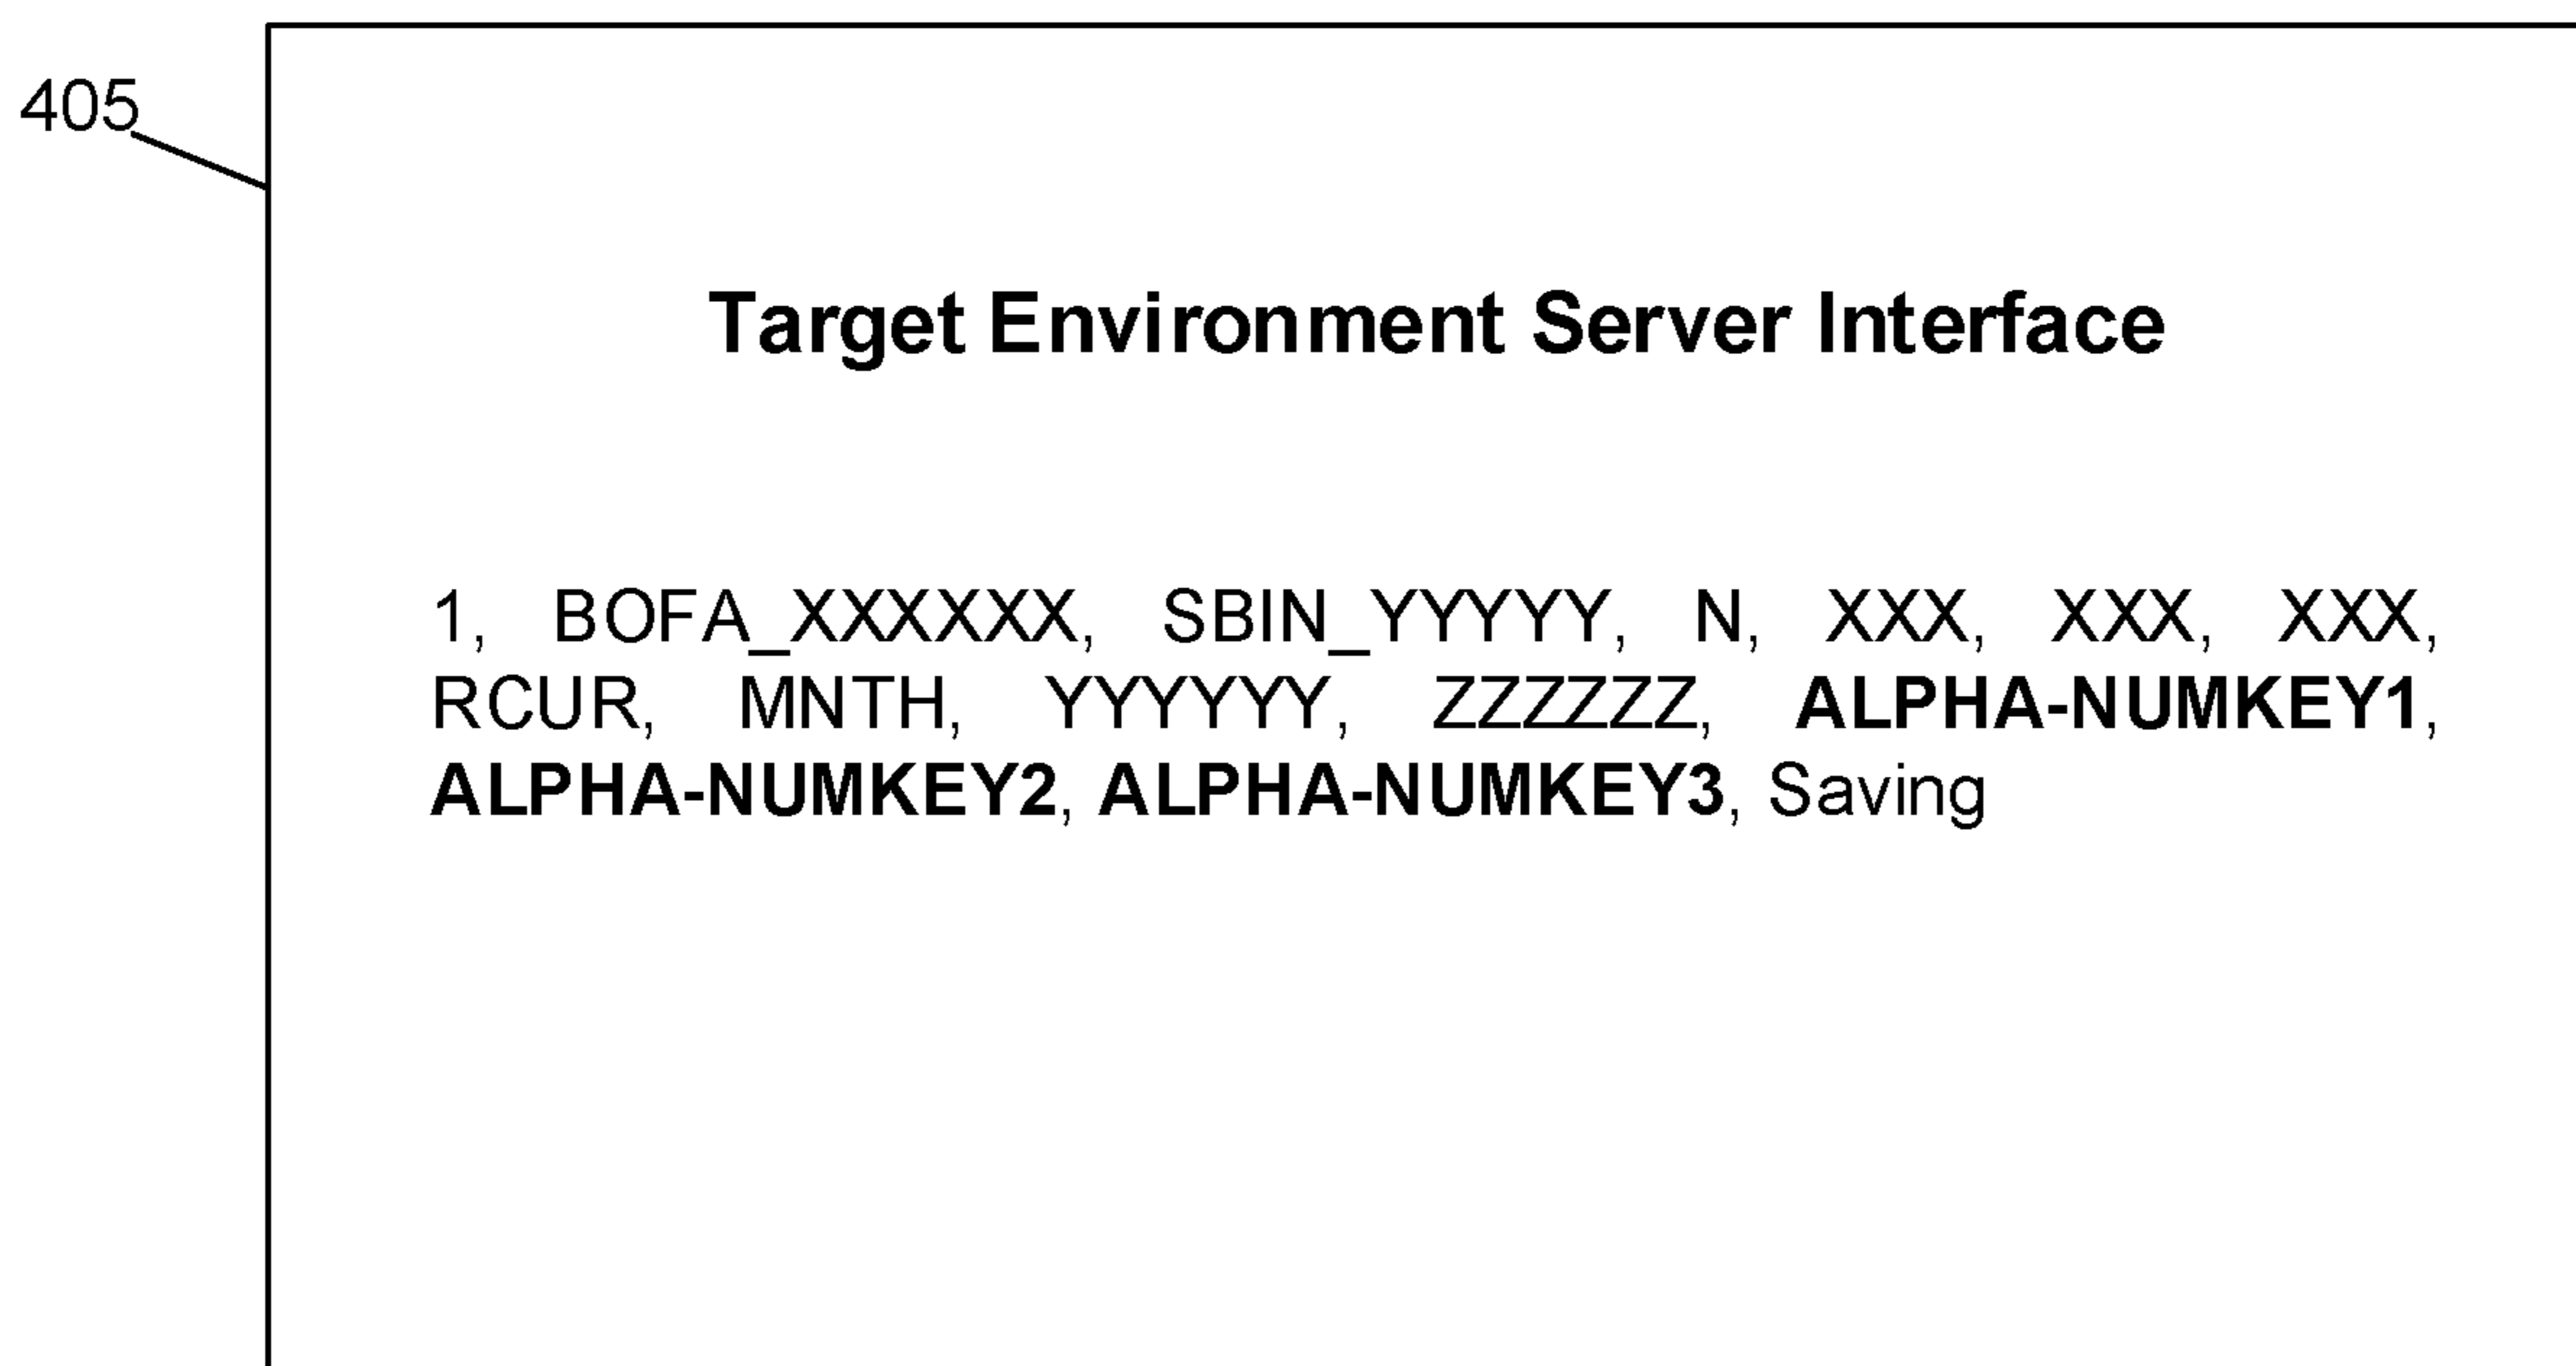 405
Target Environment Server Interface
1, BOFA_XXXXXX, SBIN_YYYYY, N, XXX, XXX, XXX,
RCUR, MNTH, YYYYYY, ZZZZZZ, ALPHA-NUMKEY1,
ALPHA-NUMKEY2, ALPHA-NUMKEY3, Saving